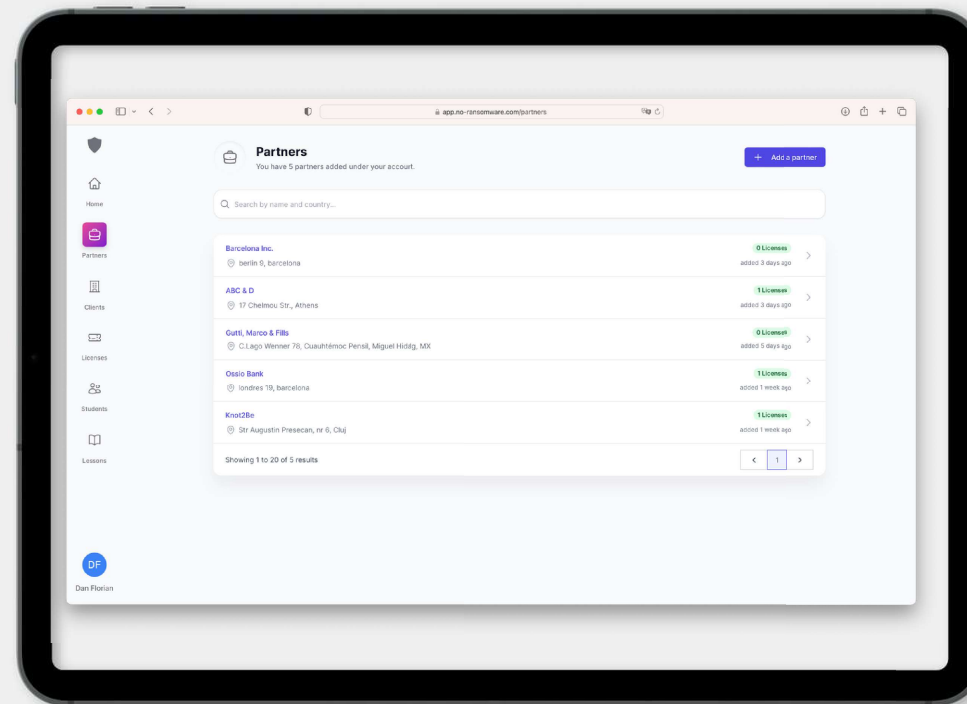 app.no-ransomware.com/partners
Partners
You have 5 partners added under your account.
+ Add a partner
Home
Search by name and country...
Partners
Barcelona Inc.
0 Licenses
berlin 9, barcelona
added 3 days ago
Clients
ABC & D
1 Licenses
17 Chelmou Str., Athens
added 3 days ago
Licenses
Gutti, Marco & Fills
0 Licenses
C.Lago Wenner 78, Cuauhtémoc Pensil, Miguel Hidalg, MX
added 5 days ago
Students
Ossio Bank
1 Licenses
londres 19, barcelona
added 1 week ago
Lessons
Knot2Be
1 Licenses
Str Augustin Presecan, nr 6, Cluj
added 1 week ago
Showing 1 to 20 of 5 results
1
DF
Dan Florian